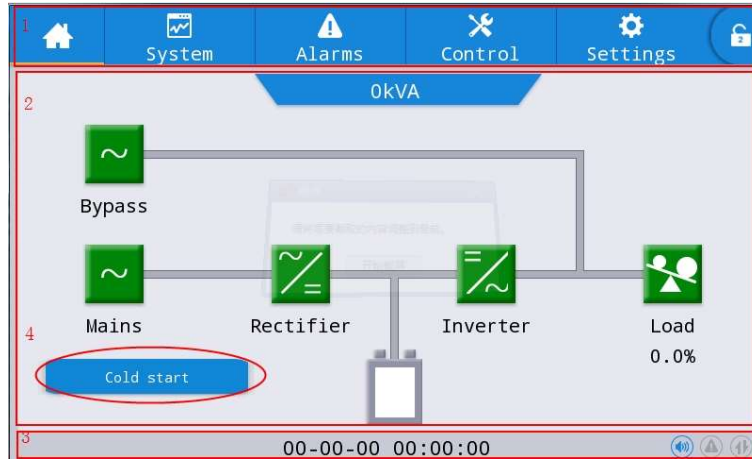 1
System
Alarms
Control
Settings
2
2
0kVA
Bypass
Mains
Rectifier
Inverter
Load
0.0%
4
Cold start
3
00-00-00 00:00:00